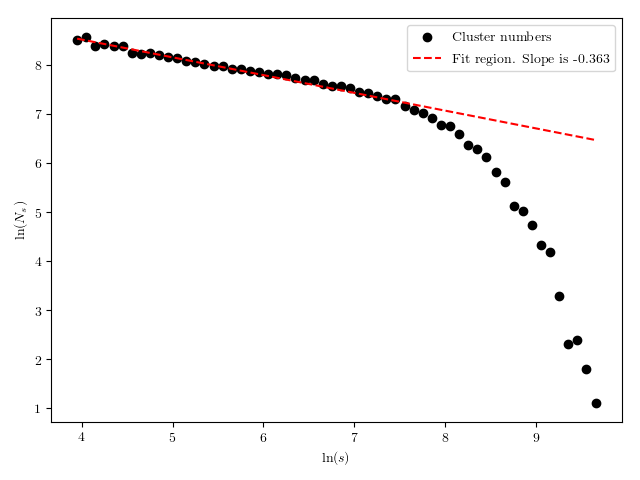 Cluster numbers
Fit region. Slope is -0.363
8
7
6
5
4
3
2
1
ln(N_s)
4 5 6 7 8 9
ln(s)